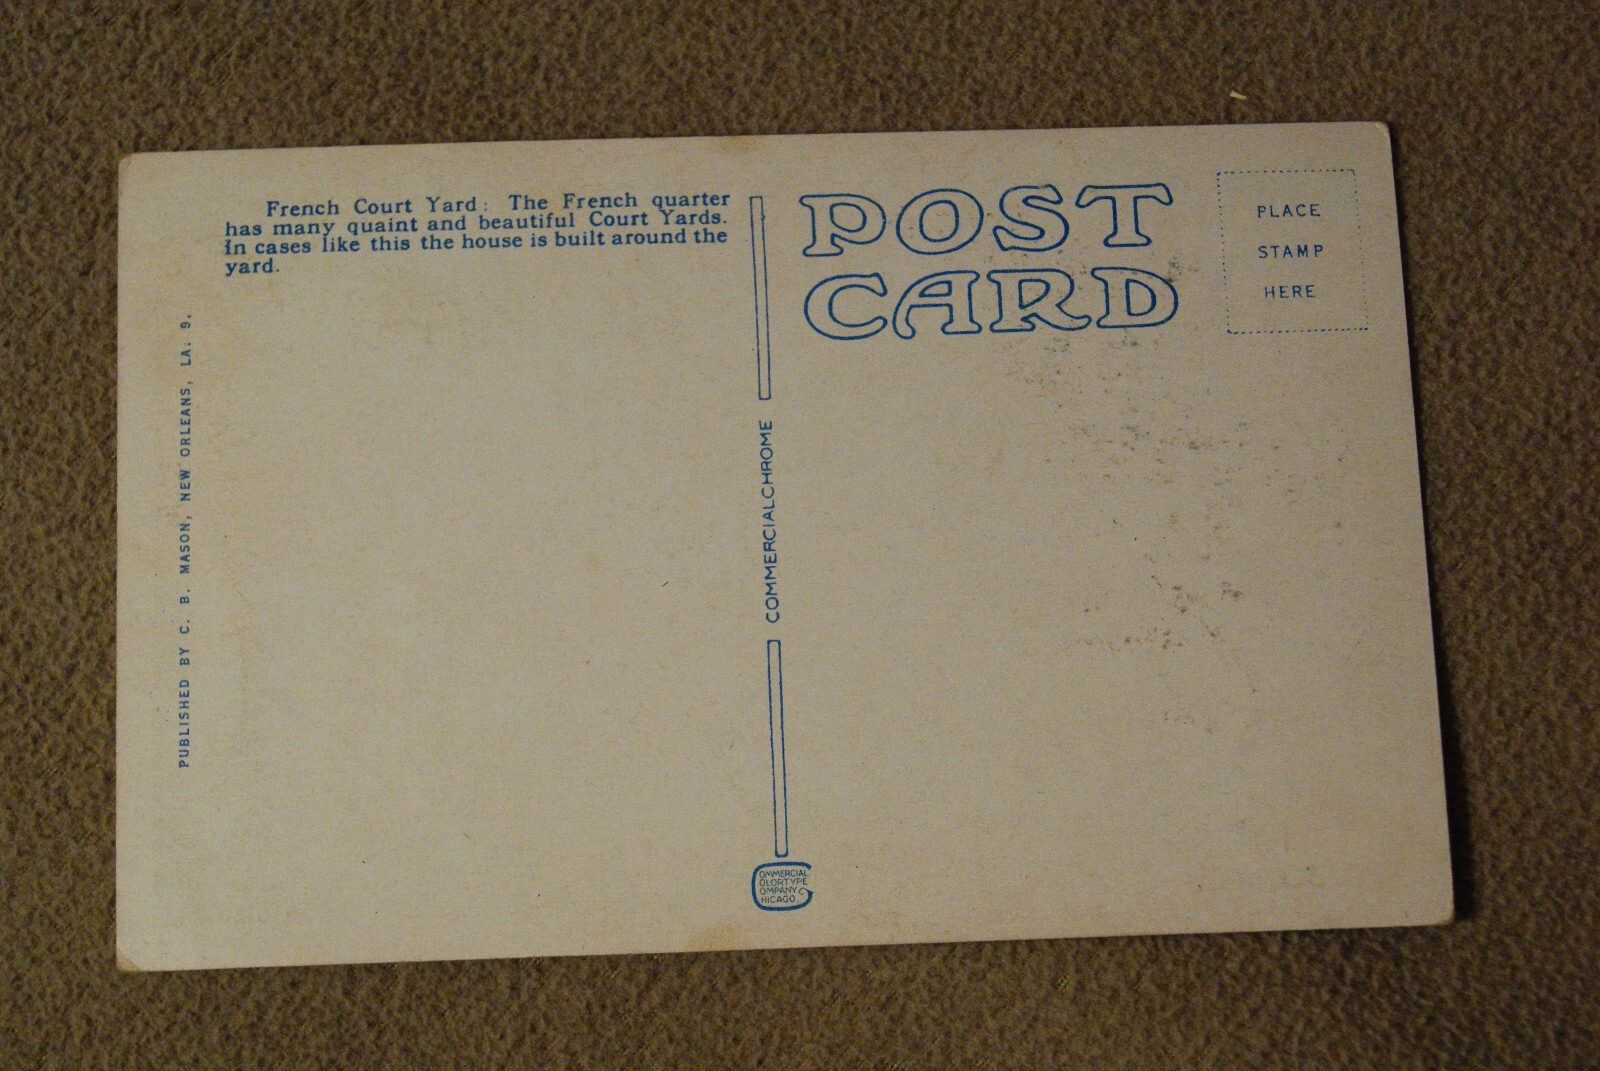 French Court Yard: The French quarter
has many quaint and beautiful Court Yards.
In cases like this the house is built around the
yard.
PUBLISHED BY C. B. MASON, NEW ORLEANS, LA. 9.
COMMERCIALCHROME
COMMERCIAL
COLORTYPE
COMPANY
CHICAGO
POST
CARD
PLACE
STAMP
HERE